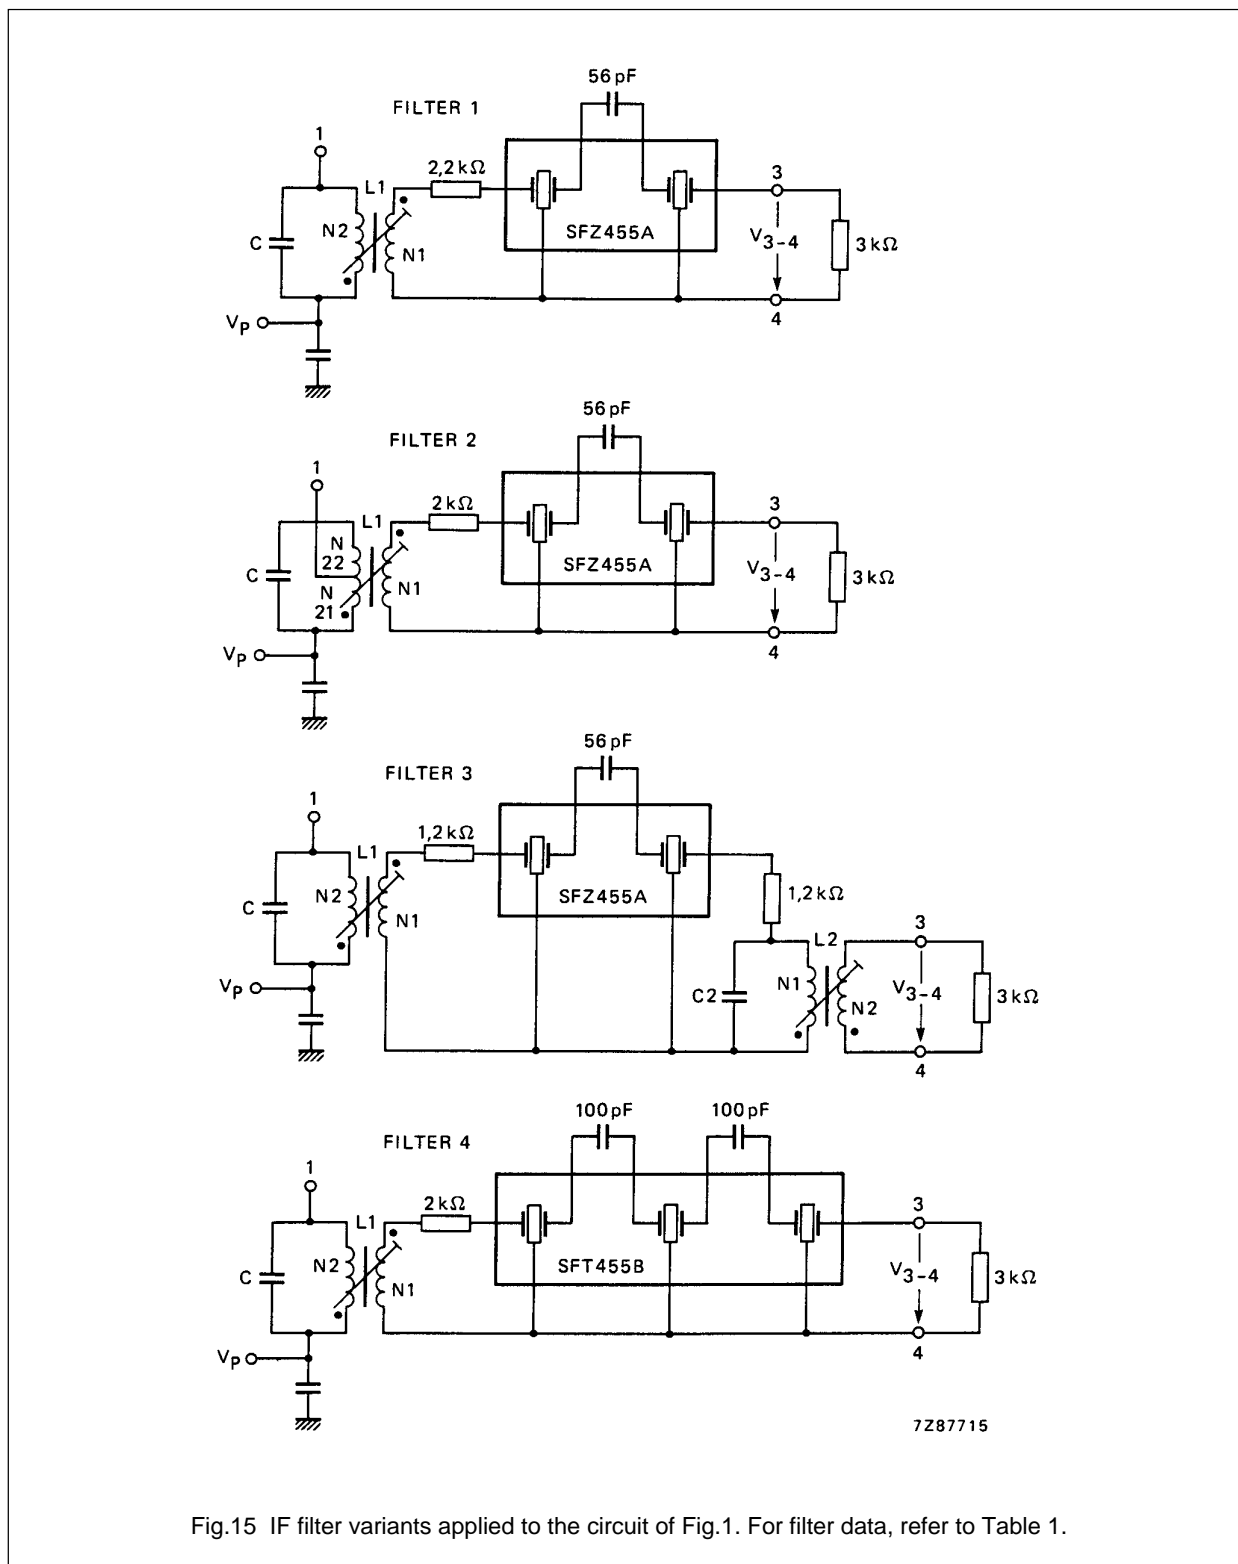 56 pF
FILTER 1
1
2,2 kΩ
L1
3
N2
C
N1
SFZ455A
V3-4
3 kΩ
VP
4
56 pF
FILTER 2
1
2 kΩ
L1
3
N
22
C
N
21
N1
SFZ455A
V3-4
3 kΩ
VP
4
56 pF
FILTER 3
1
1,2 kΩ
L1
N2
C
N1
SFZ455A
1,2 kΩ
L2
3
VP
C2
N1
N2
V3-4
3 kΩ
4
100 pF
100 pF
FILTER 4
1
2 kΩ
L1
3
N2
C
N1
SFT455B
V3-4
3 kΩ
VP
4
7Z87715
Fig.15 IF filter variants applied to the circuit of Fig.1. For filter data, refer to Table 1.